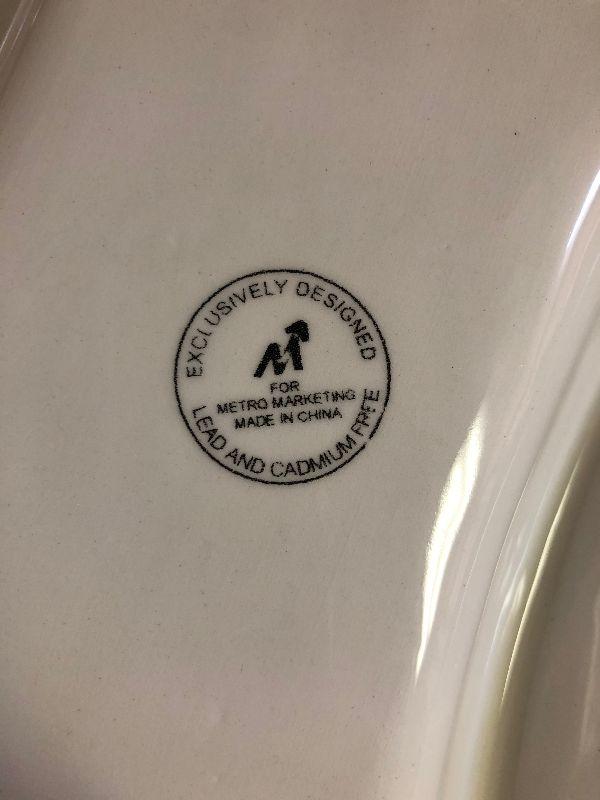 EXCLUSIVELY DESIGNED
M
FOR
METRO MARKETING
MADE IN CHINA
LEAD AND CADMIUM FREE